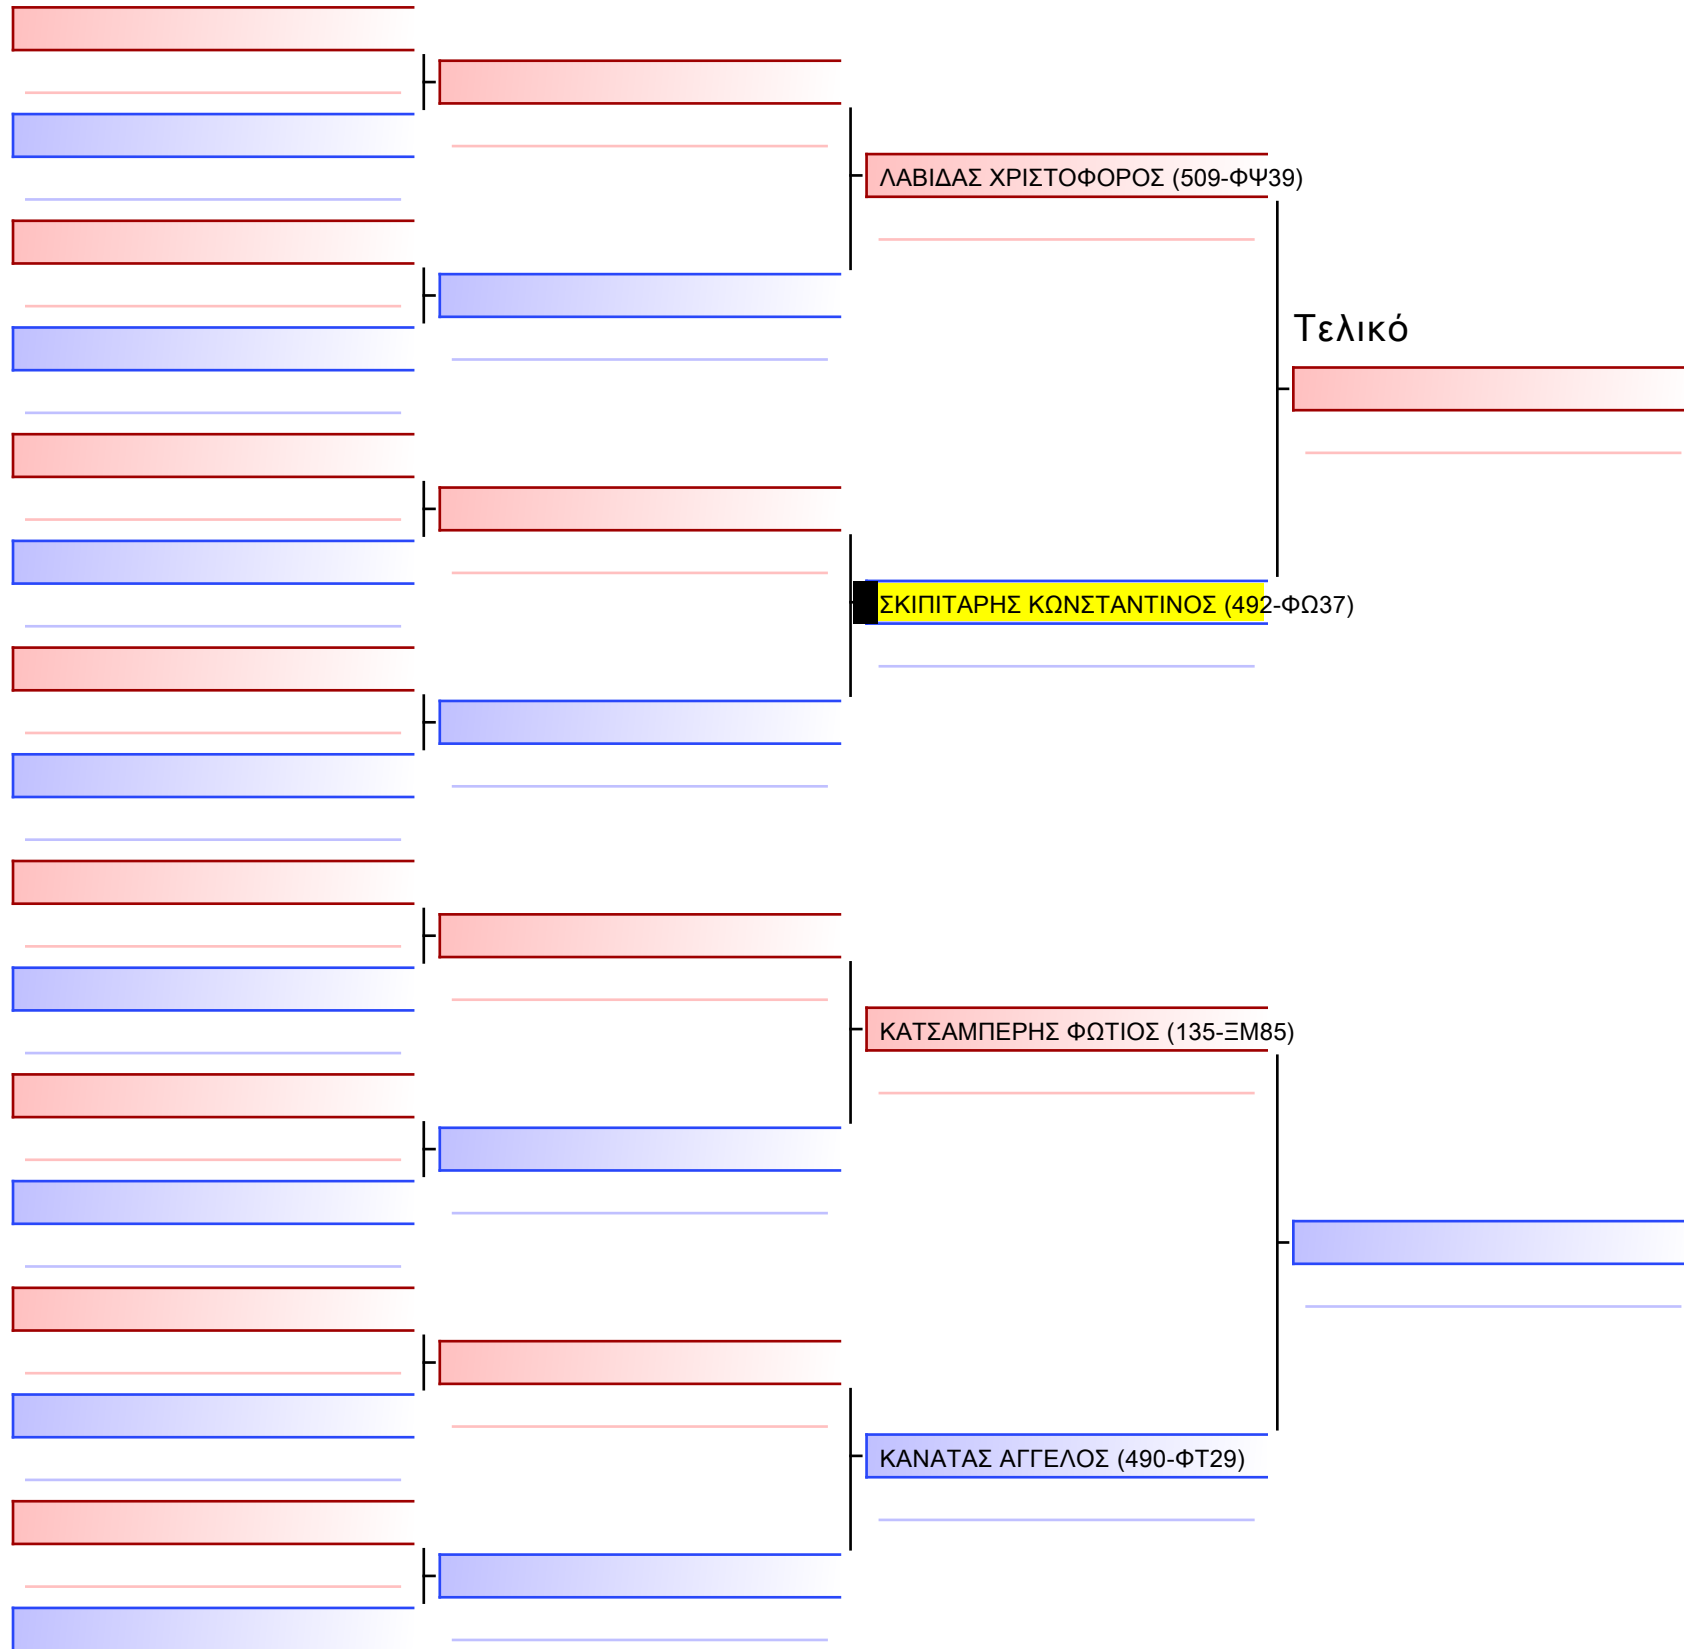 ΛΑΒΙΔΑΣ ΧΡΙΣΤΟΦΟΡΟΣ (509-ΦΨ39)
Τελικό
ΣΚΙΠΙΤΑΡΗΣ ΚΩΝΣΤΑΝΤΙΝΟΣ (492-ΦΩ37)
ΚΑΤΣΑΜΠΕΡΗΣ ΦΩΤΙΟΣ (135-ΞΜ85)
ΚΑΝΑΤΑΣ ΑΓΓΕΛΟΣ (490-ΦΤ29)